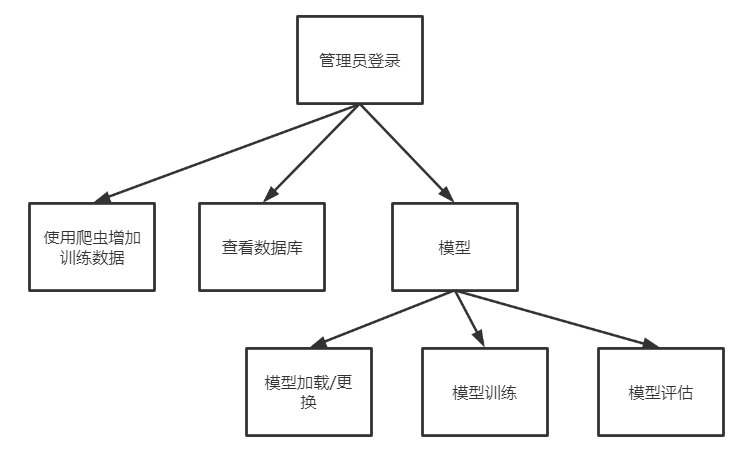 管理员登录
使用爬虫增加
训练数据
查看数据库
模型
模型加载/更
换
模型训练
模型评估